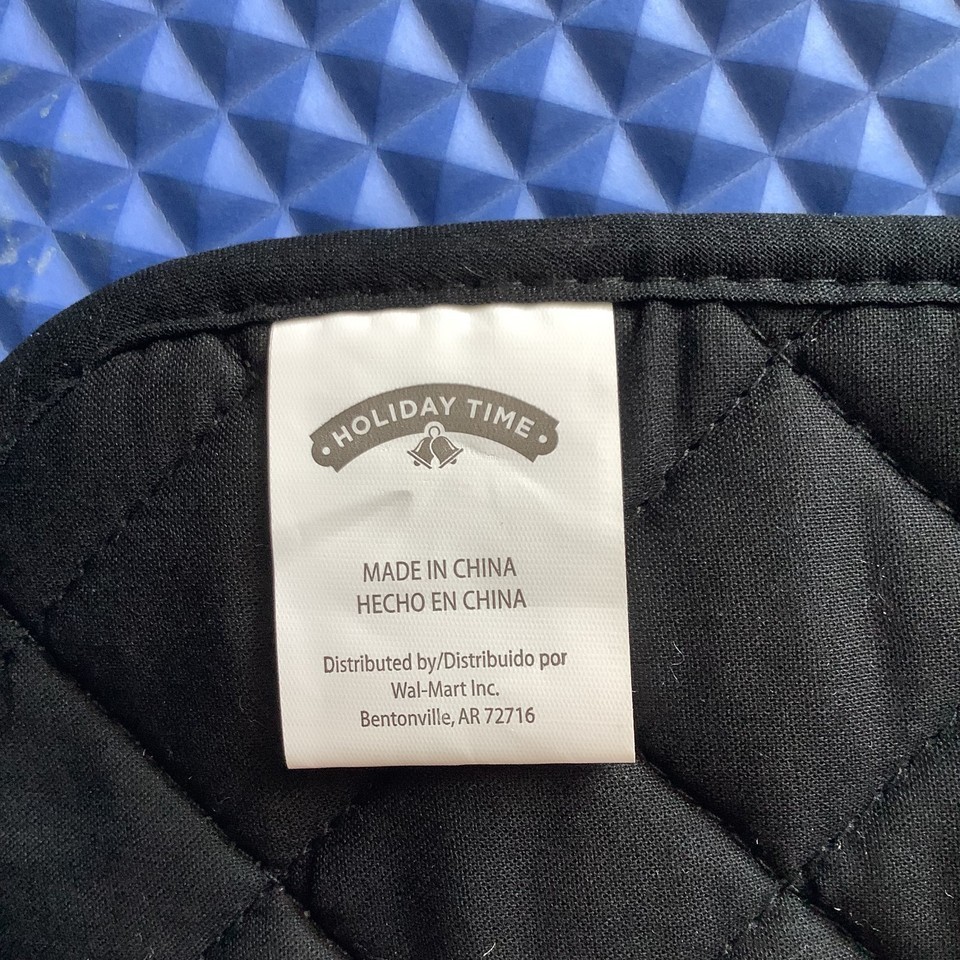 HOLIDAY TIME
MADE IN CHINA
HECHO EN CHINA
Distributed by/Distribuido por
Wal-Mart Inc.
Bentonville, AR 72716